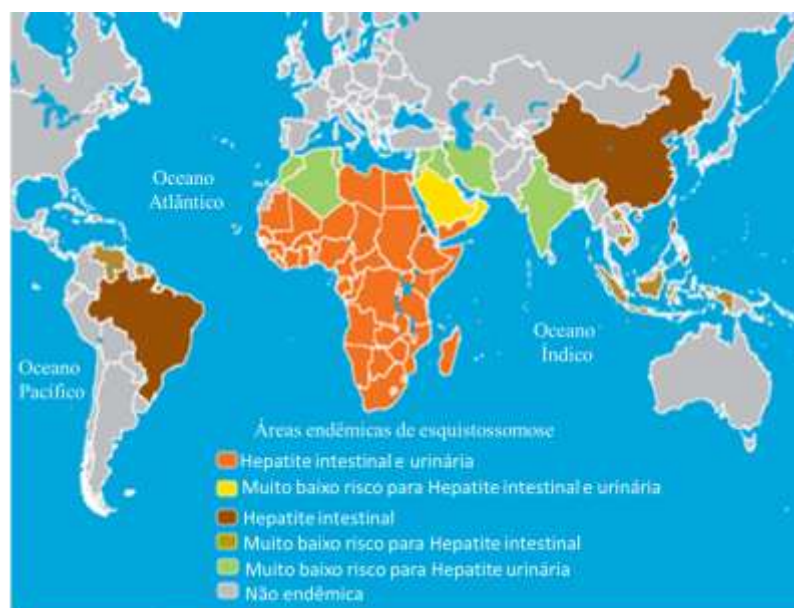 Oceano
Atlântico
Oceano
Pacífico
Oceano
Índico
Áreas endêmicas de esquistossomose
Hepatite intestinal e urinária
Muito baixo risco para Hepatite intestinal e urinária
Hepatite intestinal
Muito baixo risco para Hepatite intestinal
Muito baixo risco para Hepatite urinária
Não endêmica